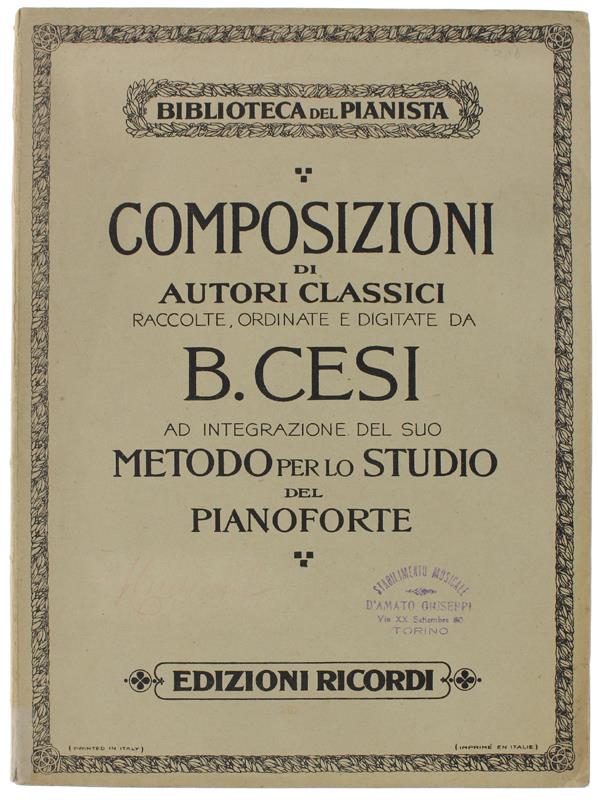 BIBLIOTECA DEL PIANISTA
COMPOSIZIONI
DI
AUTORI CLASSICI
RACCOLTE, ORDINATE E DIGITATE DA
B. CESI
AD INTEGRAZIONE DEL SUO
METODO PER LO STUDIO
DEL
PIANOFORTE
STABILIMENTO MUSICALE
D'AMATO GIUSEPPI
Via XX Settembre 80
TORINO
EDIZIONI RICORDI
(PRINTED IN ITALY)
(IMPRIMÉ EN ITALIE)